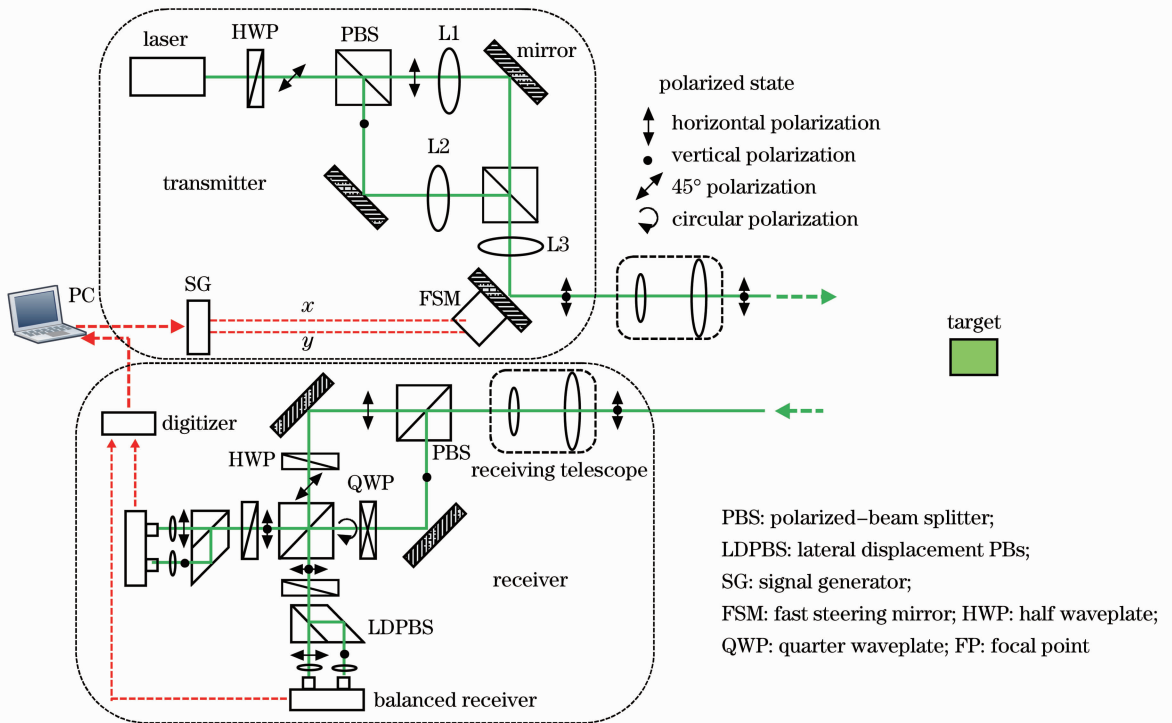 laser
HWP
PBS
L1
mirror
L2
transmitter
polarized state
horizontal polarization
vertical polarization
45° polarization
circular polarization
L3
PC
SG
x
y
FSM
target
digitizer
HWP
QWP
PBS
receiving telescope
receiver
LDPBS
balanced receiver
PBS: polarized-beam splitter;
LDPBS: lateral displacement PBs;
SG: signal generator;
FSM: fast steering mirror; HWP: half waveplate;
QWP: quarter waveplate; FP: focal point